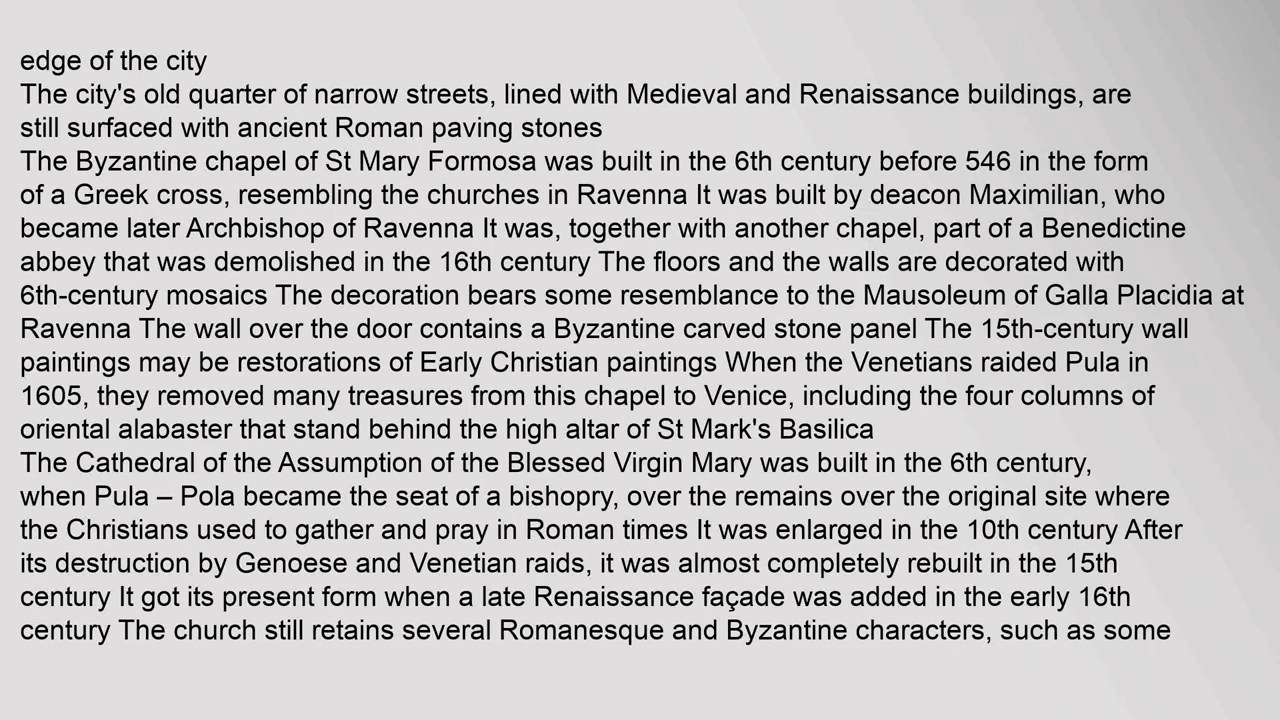 edge of the city
The city's old quarter of narrow streets, lined with Medieval and Renaissance buildings, are
still surfaced with ancient Roman paving stones
The Byzantine chapel of St Mary Formosa was built in the 6th century before 546 in the form
of a Greek cross, resembling the churches in Ravenna It was built by deacon Maximilian, who
became later Archbishop of Ravenna It was, together with another chapel, part of a Benedictine
abbey that was demolished in the 16th century The floors and the walls are decorated with
6th-century mosaics The decoration bears some resemblance to the Mausoleum of Galla Placidia at
Ravenna The wall over the door contains a Byzantine carved stone panel The 15th-century wall
paintings may be restorations of Early Christian paintings When the Venetians raided Pula in
1605, they removed many treasures from this chapel to Venice, including the four columns of
oriental alabaster that stand behind the high altar of St Mark's Basilica
The Cathedral of the Assumption of the Blessed Virgin Mary was built in the 6th century,
when Pula – Pola became the seat of a bishopry, over the remains over the original site where
the Christians used to gather and pray in Roman times It was enlarged in the 10th century After
its destruction by Genoese and Venetian raids, it was almost completely rebuilt in the 15th
century It got its present form when a late Renaissance façade was added in the early 16th
century The church still retains several Romanesque and Byzantine characters, such as some